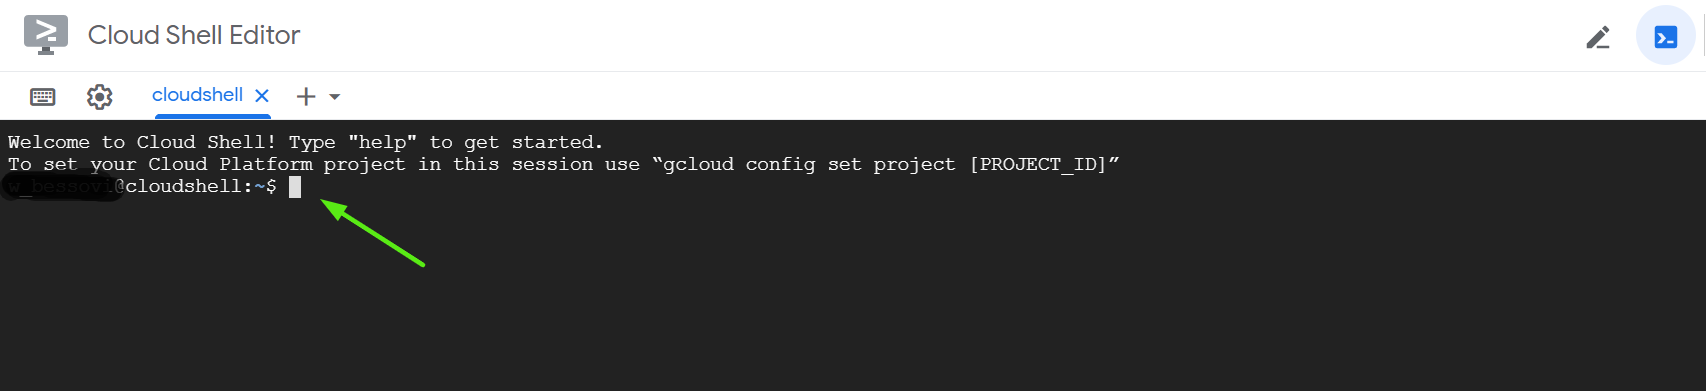 Cloud Shell Editor
cloudshell
Welcome to Cloud Shell! Type "help" to get started.
To set your Cloud Platform project in this session use “gcloud config set project [PROJECT_ID]”
@cloudshell:~$